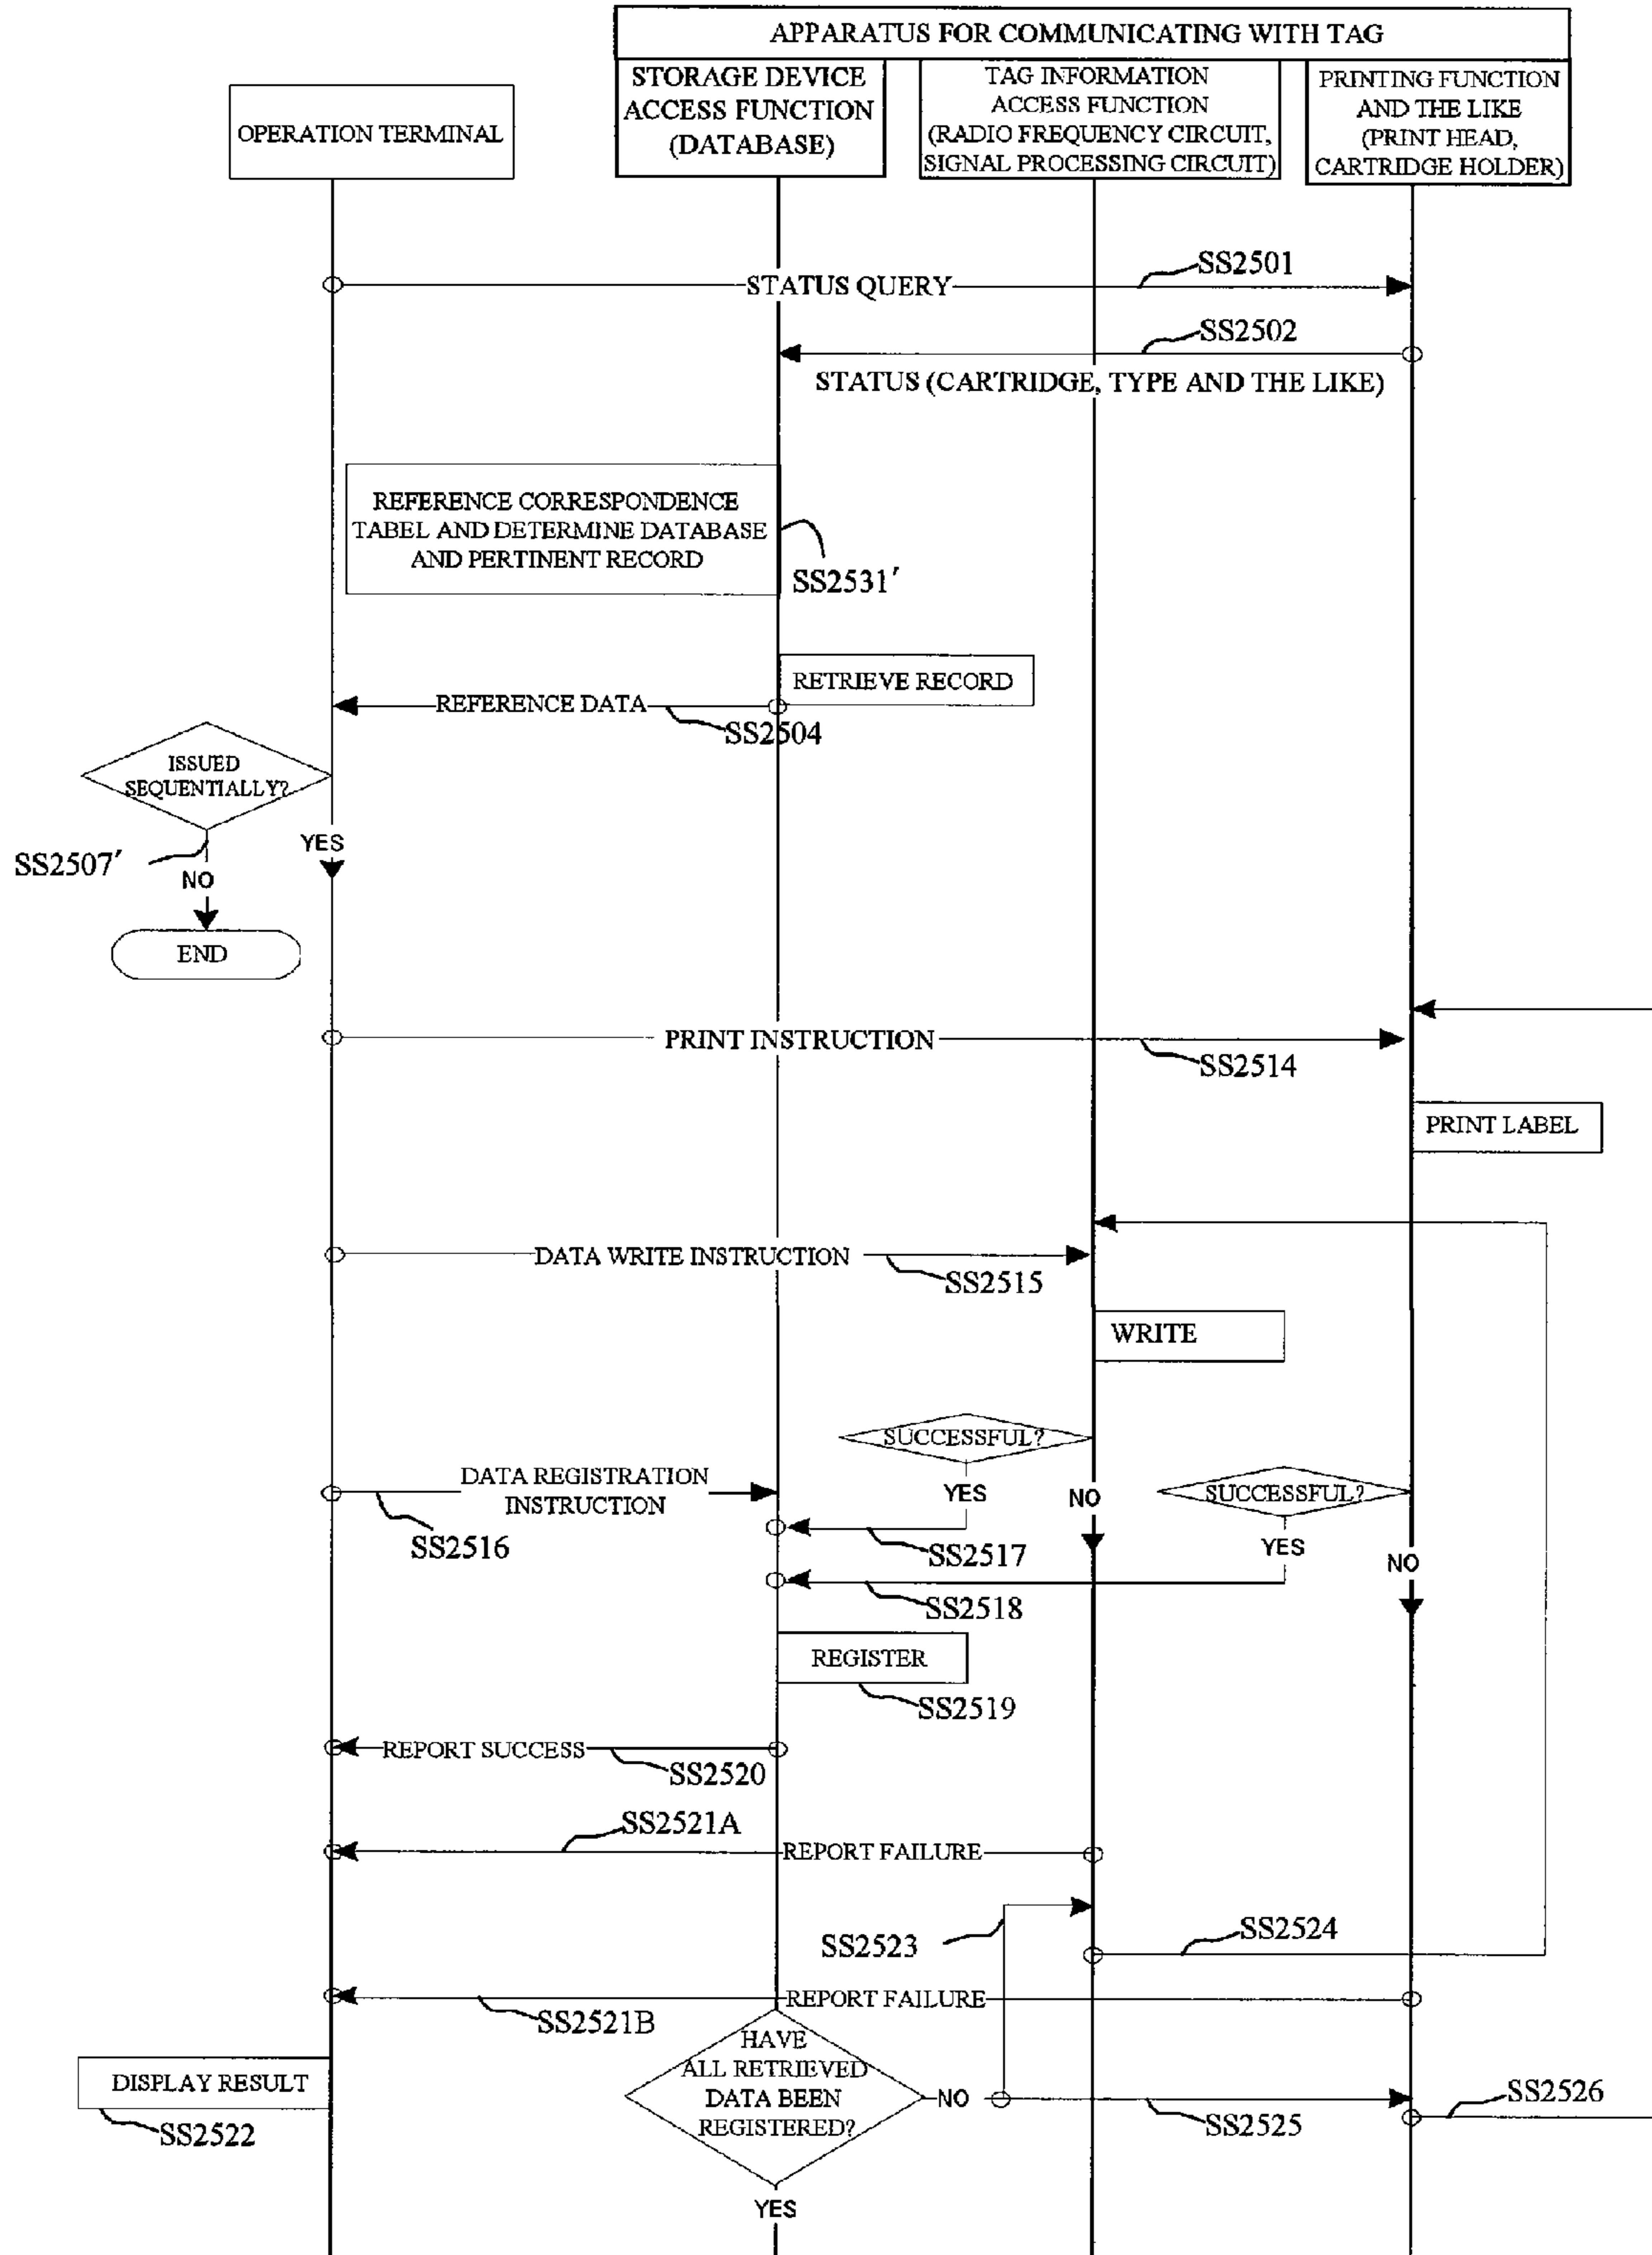 APPARATUS FOR COMMUNICATING WITH TAG
OPERATION TERMINAL
STORAGE DEVICE
ACCESS FUNCTION
(DATABASE)
TAG INFORMATION
ACCESS FUNCTION
(RADIO FREQUENCY CIRCUIT,
SIGNAL PROCESSING CIRCUIT)
PRINTING FUNCTION
AND THE LIKE
(PRINT HEAD,
CARTRIDGE HOLDER)
SS2501
STATUS QUERY
SS2502
STATUS (CARTRIDGE, TYPE AND THE LIKE)
REFERENCE CORRESPONDENCE
TABEL AND DETERMINE DATABASE
AND PERTINENT RECORD
SS2531′
RETRIEVE RECORD
REFERENCE DATA
SS2504
ISSUED
SEQUENTIALLY?
YES
SS2507′
NO
END
PRINT INSTRUCTION
SS2514
PRINT LABEL
DATA WRITE INSTRUCTION
SS2515
WRITE
SUCCESSFUL?
DATA REGISTRATION
INSTRUCTION
YES
NO
SUCCESSFUL?
SS2516
SS2517
YES
NO
SS2518
REGISTER
SS2519
REPORT SUCCESS
SS2520
SS2521A
REPORT FAILURE
SS2523
SS2524
REPORT FAILURE
SS2521B
HAVE
ALL RETRIEVED
DATA BEEN
REGISTERED?
NO
DISPLAY RESULT
SS2522
SS2525
SS2526
YES